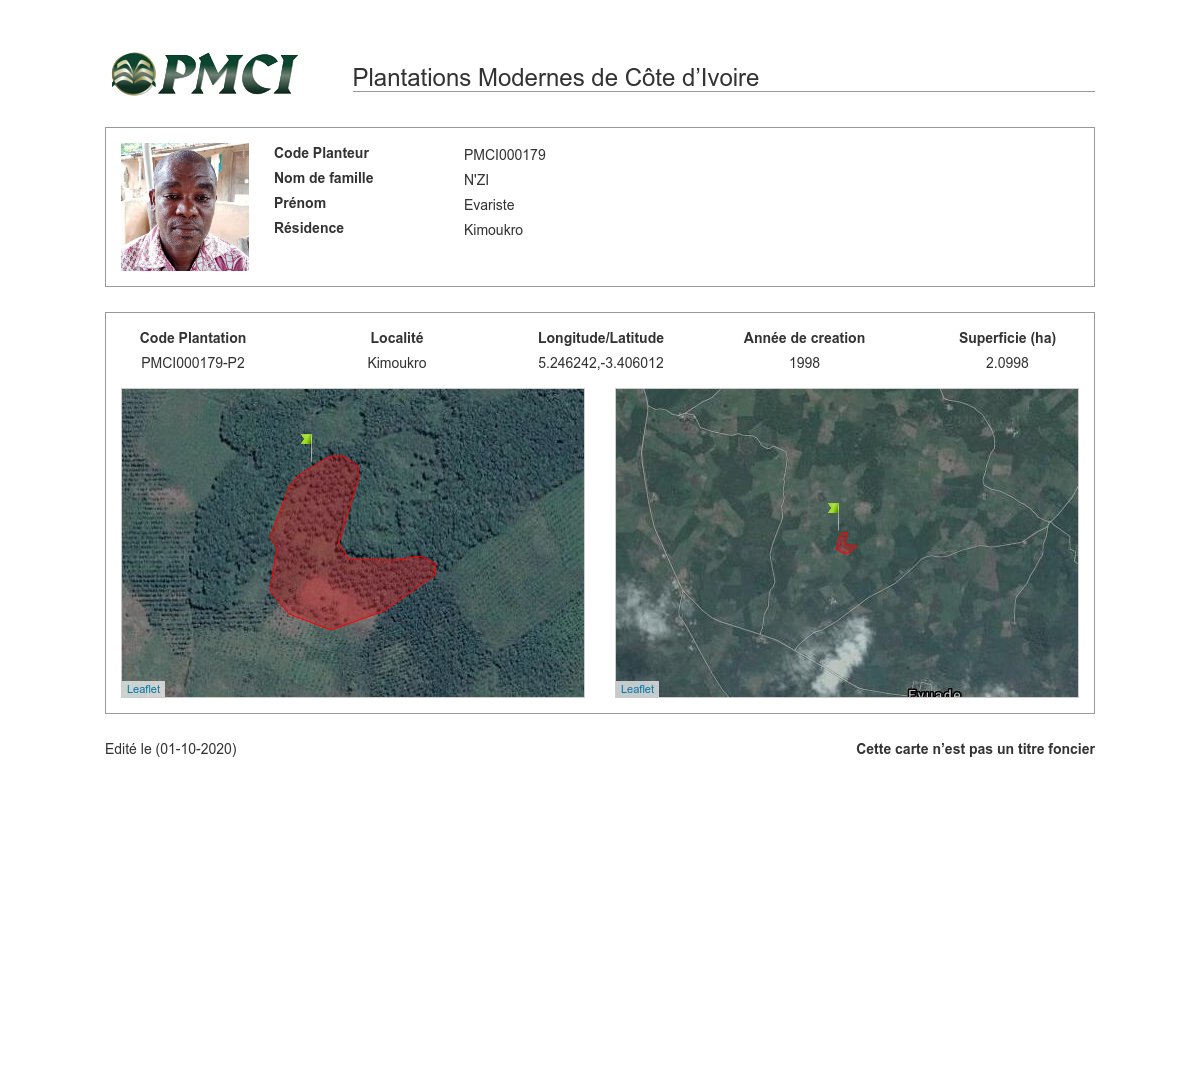 PMCI
Plantations Modernes de Côte d’Ivoire
Code Planteur PMCI000179
Nom de famille N'ZI
Prénom Evariste
Résidence Kimoukro
Code Plantation Localité Longitude/Latitude Année de creation Superficie (ha)
PMCI000179-P2 Kimoukro 5.246242,-3.406012 1998 2.0998
Leaflet
Leaflet
Eyuade
Edité le (01-10-2020)
Cette carte n’est pas un titre foncier